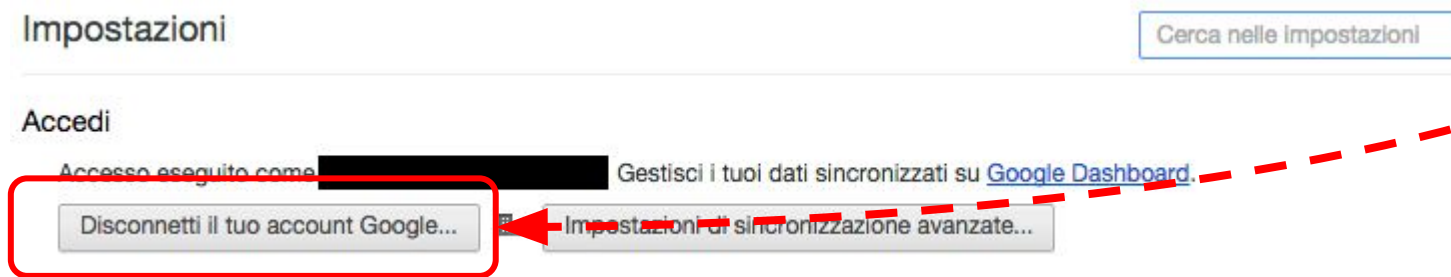 Impostazioni
Cerca nelle impostazioni
Accedi
Accesso eseguito come Gestisci i tuoi dati sincronizzati su Google Dashboard.
Disconnetti il tuo account Google... Impostazioni di sincronizzazione avanzate...